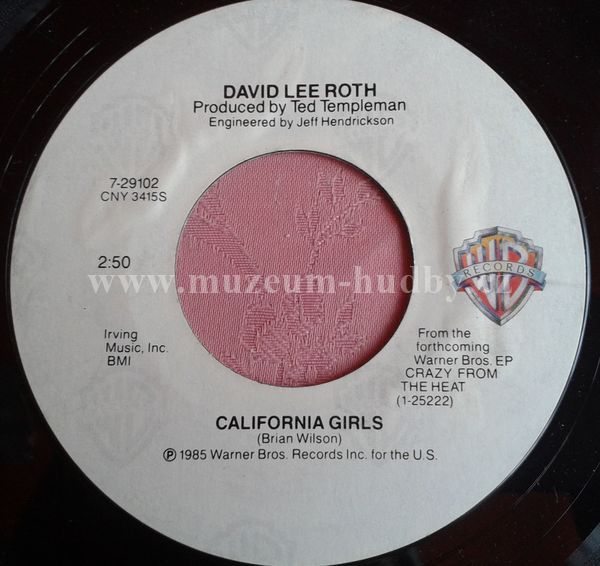 DAVID LEE ROTH
Produced by Ted Templeman
Engineered by Jeff Hendrickson
7-29102
CNY 3415S
2:50
www.muzeum-hudby.cz
WB
RECORDS
Irving
Music, Inc.
BMI
From the
forthcoming
Warner Bros. EP
CRAZY FROM
THE HEAT
(1-25222)
CALIFORNIA GIRLS
(Brian Wilson)
℗ 1985 Warner Bros. Records Inc. for the U.S.